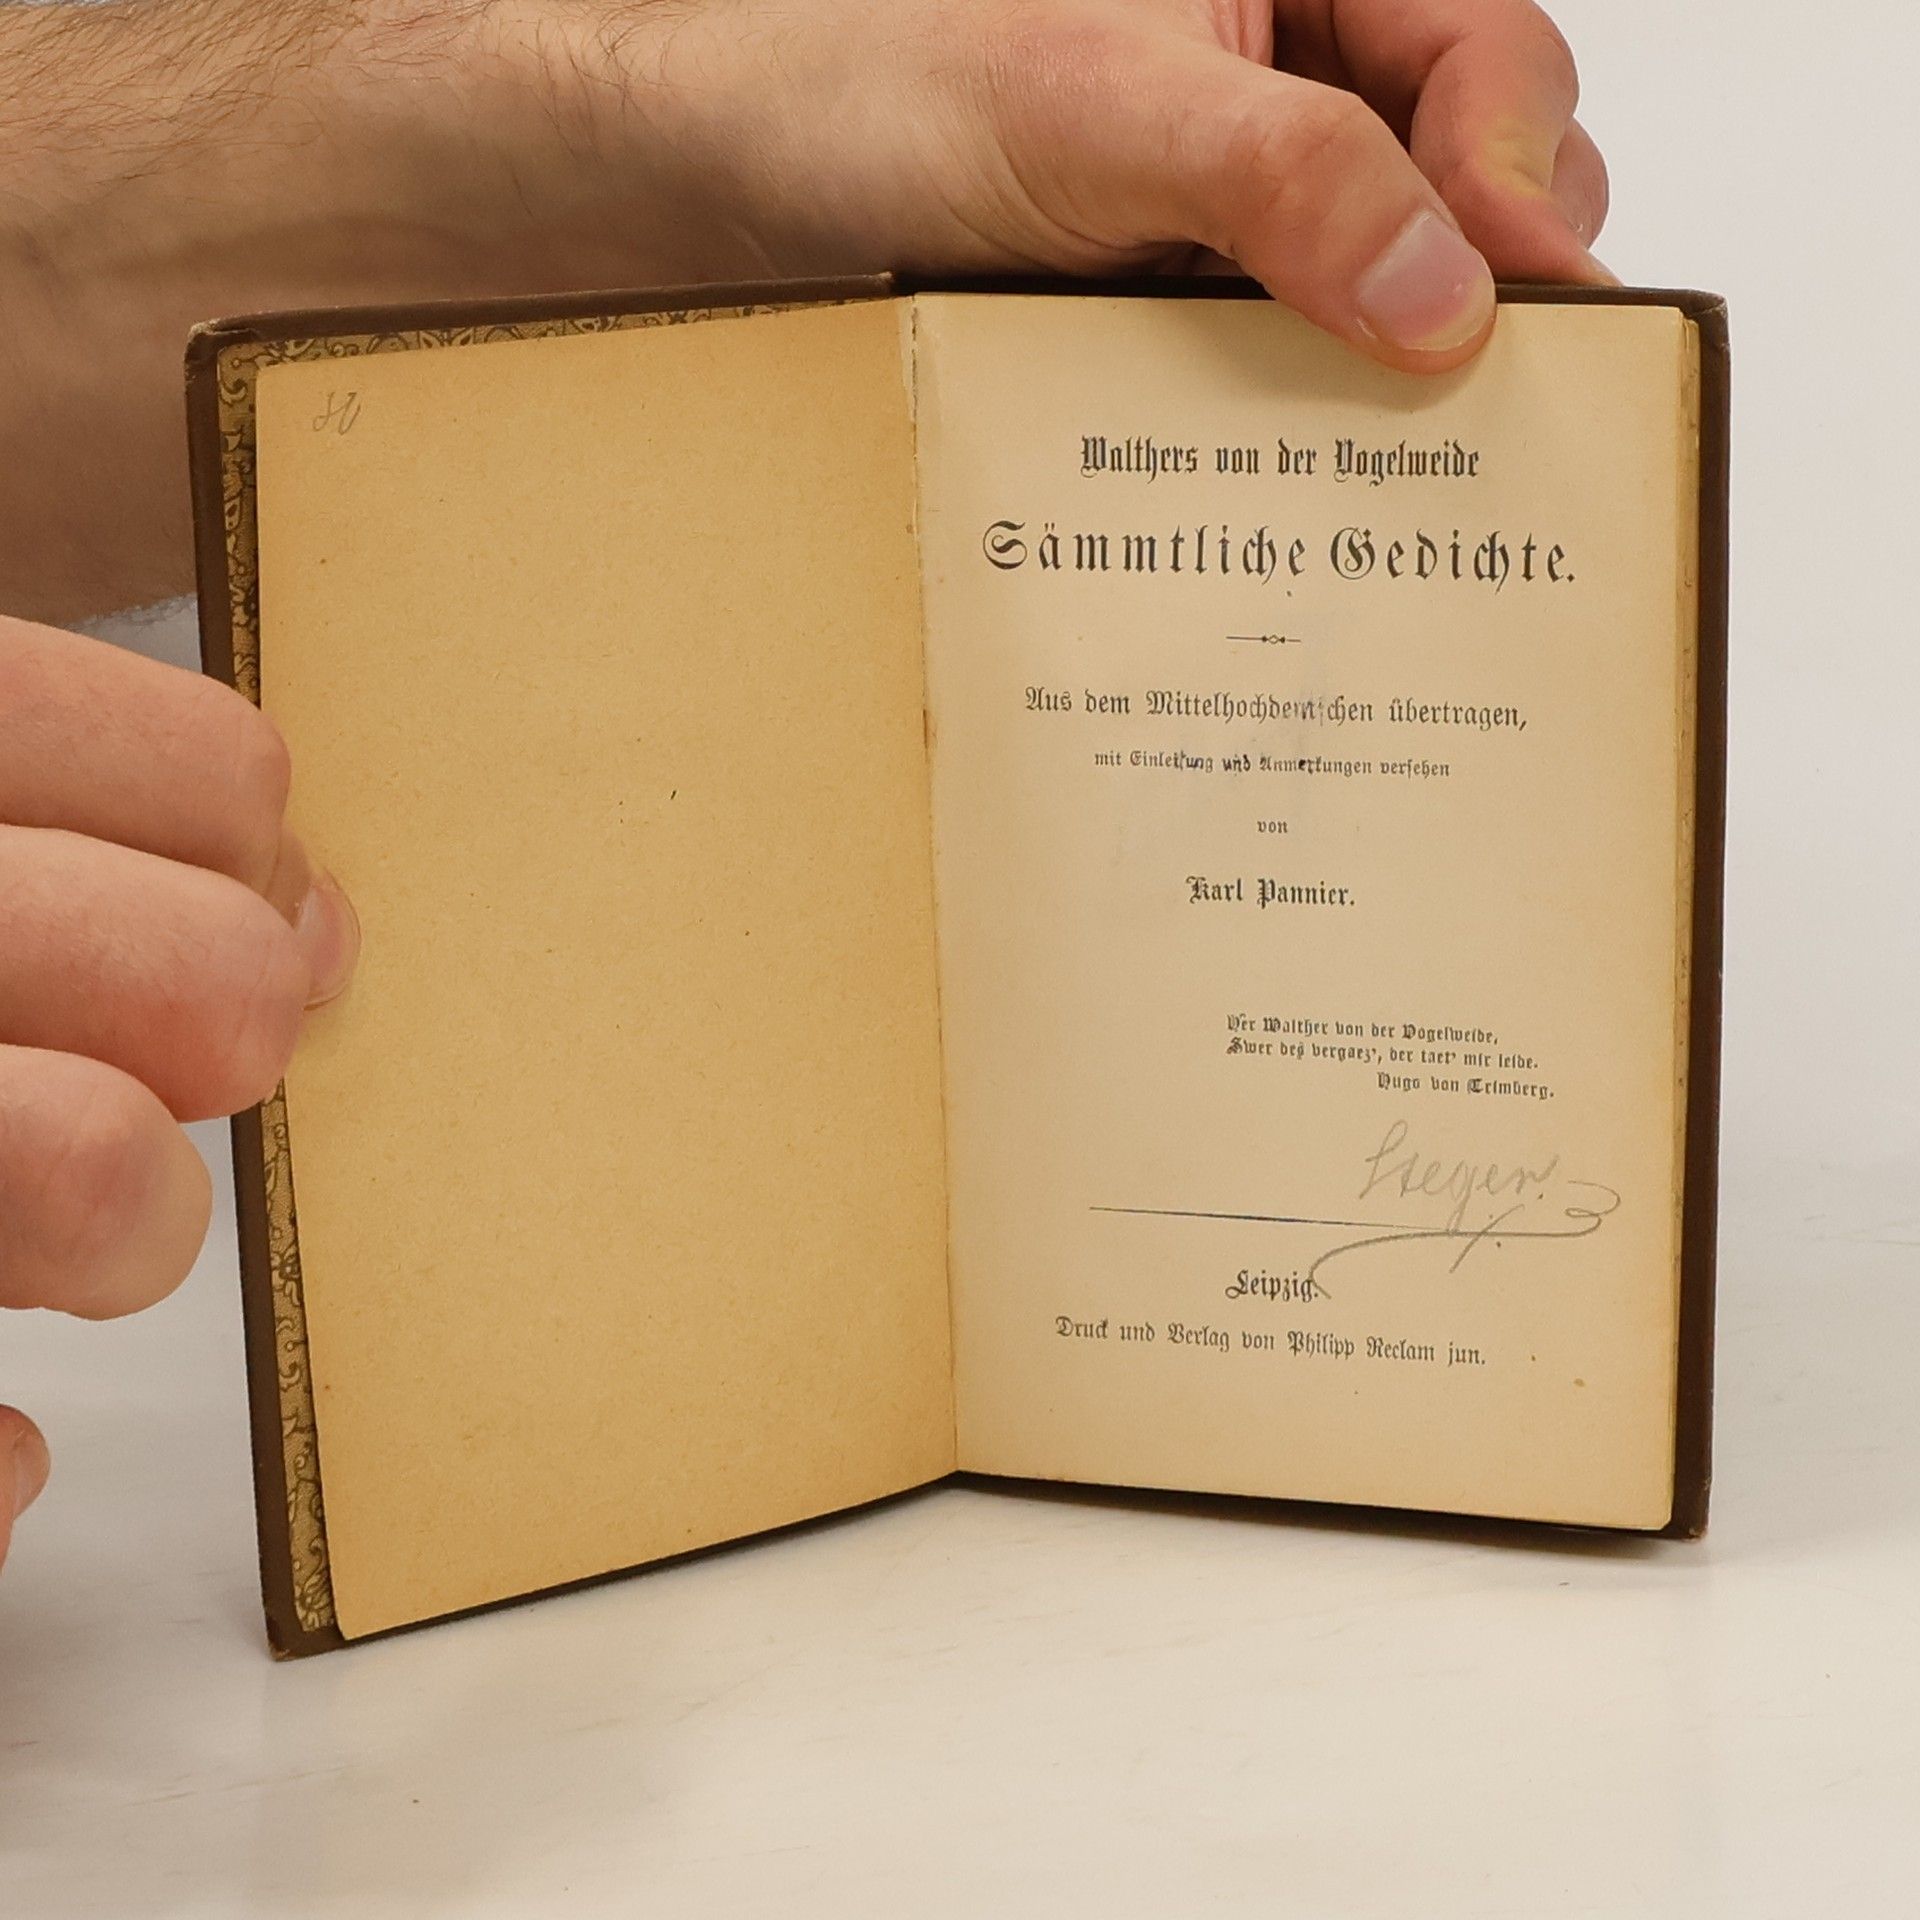 Walthers von der Vogelweide
Sämmtliche Gedichte.
Aus dem Mittelhochdeutschen übertragen,
mit Einleitung und Anmerkungen versehen
von
Karl Pannier.
Her Walther von der Vogelweide,
Swer des vergaez', der taet' mir leide.
Hugo von Trimberg.
Steger.
Leipzig.
Druck und Verlag von Philipp Reclam jun.